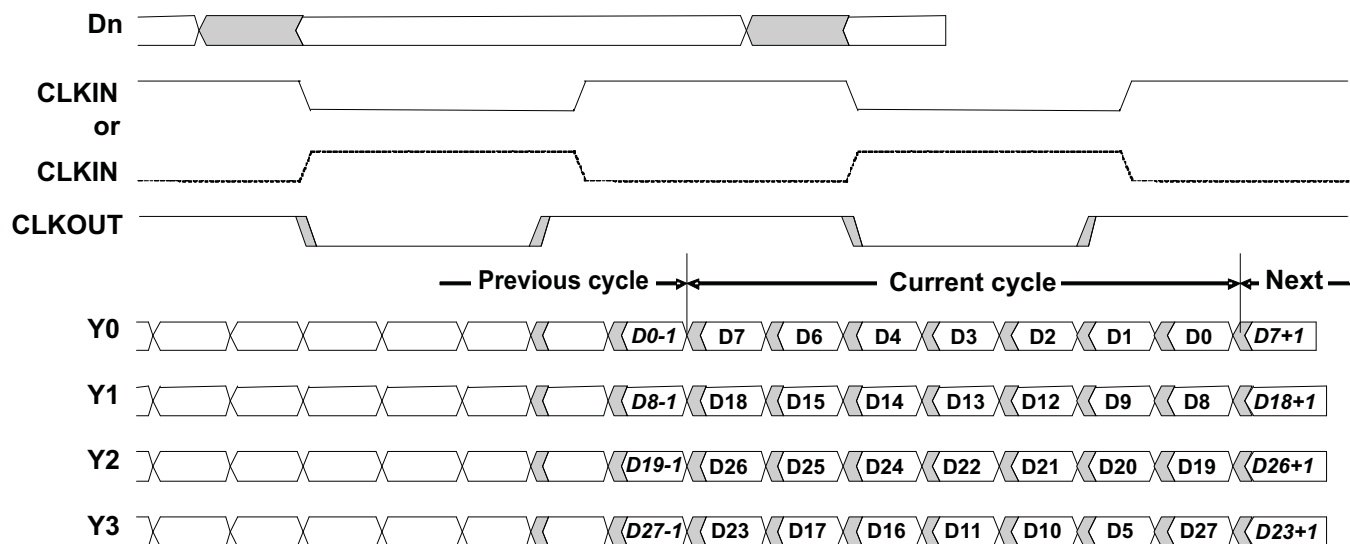 Dn
CLKIN
or
CLKIN
CLKOUT
Previous cycle Current cycle Next
Y0 D0-1 D7 D6 D4 D3 D2 D1 D0 D7+1
Y1 D8-1 D18 D15 D14 D13 D12 D9 D8 D18+1
Y2 D19-1 D26 D25 D24 D22 D21 D20 D19 D26+1
Y3 D27-1 D23 D17 D16 D11 D10 D5 D27 D23+1